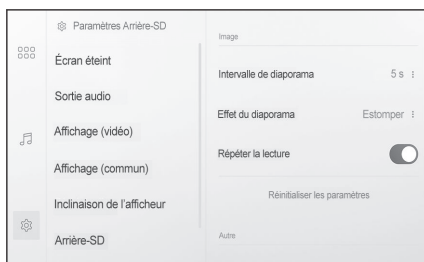 Paramètres Arrière-SD
Écran éteint
Sortie audio
Affichage (vidéo)
Affichage (commun)
Inclinaison de l'afficheur
Arrière-SD
Image
Intervalle de diaporama 5 s
Effet du diaporama Estomper
Répéter la lecture
Réinitialiser les paramètres
Autre